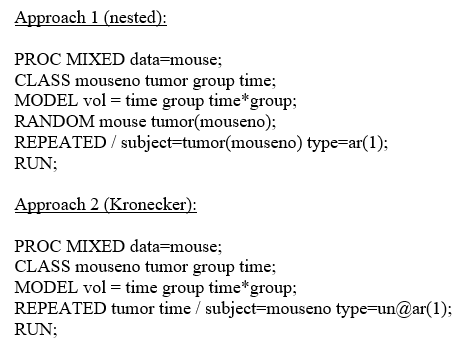 Approach 1 (nested):
PROC MIXED data=mouse;
CLASS mouseno tumor group time;
MODEL vol = time group time*group;
RANDOM mouse tumor(mouseno);
REPEATED / subject=tumor(mouseno) type=ar(1);
RUN;
Approach 2 (Kronecker):
PROC MIXED data=mouse;
CLASS mouseno tumor group time;
MODEL vol = time group time*group;
REPEATED tumor time / subject=mouseno type=un@ar(1);
RUN;